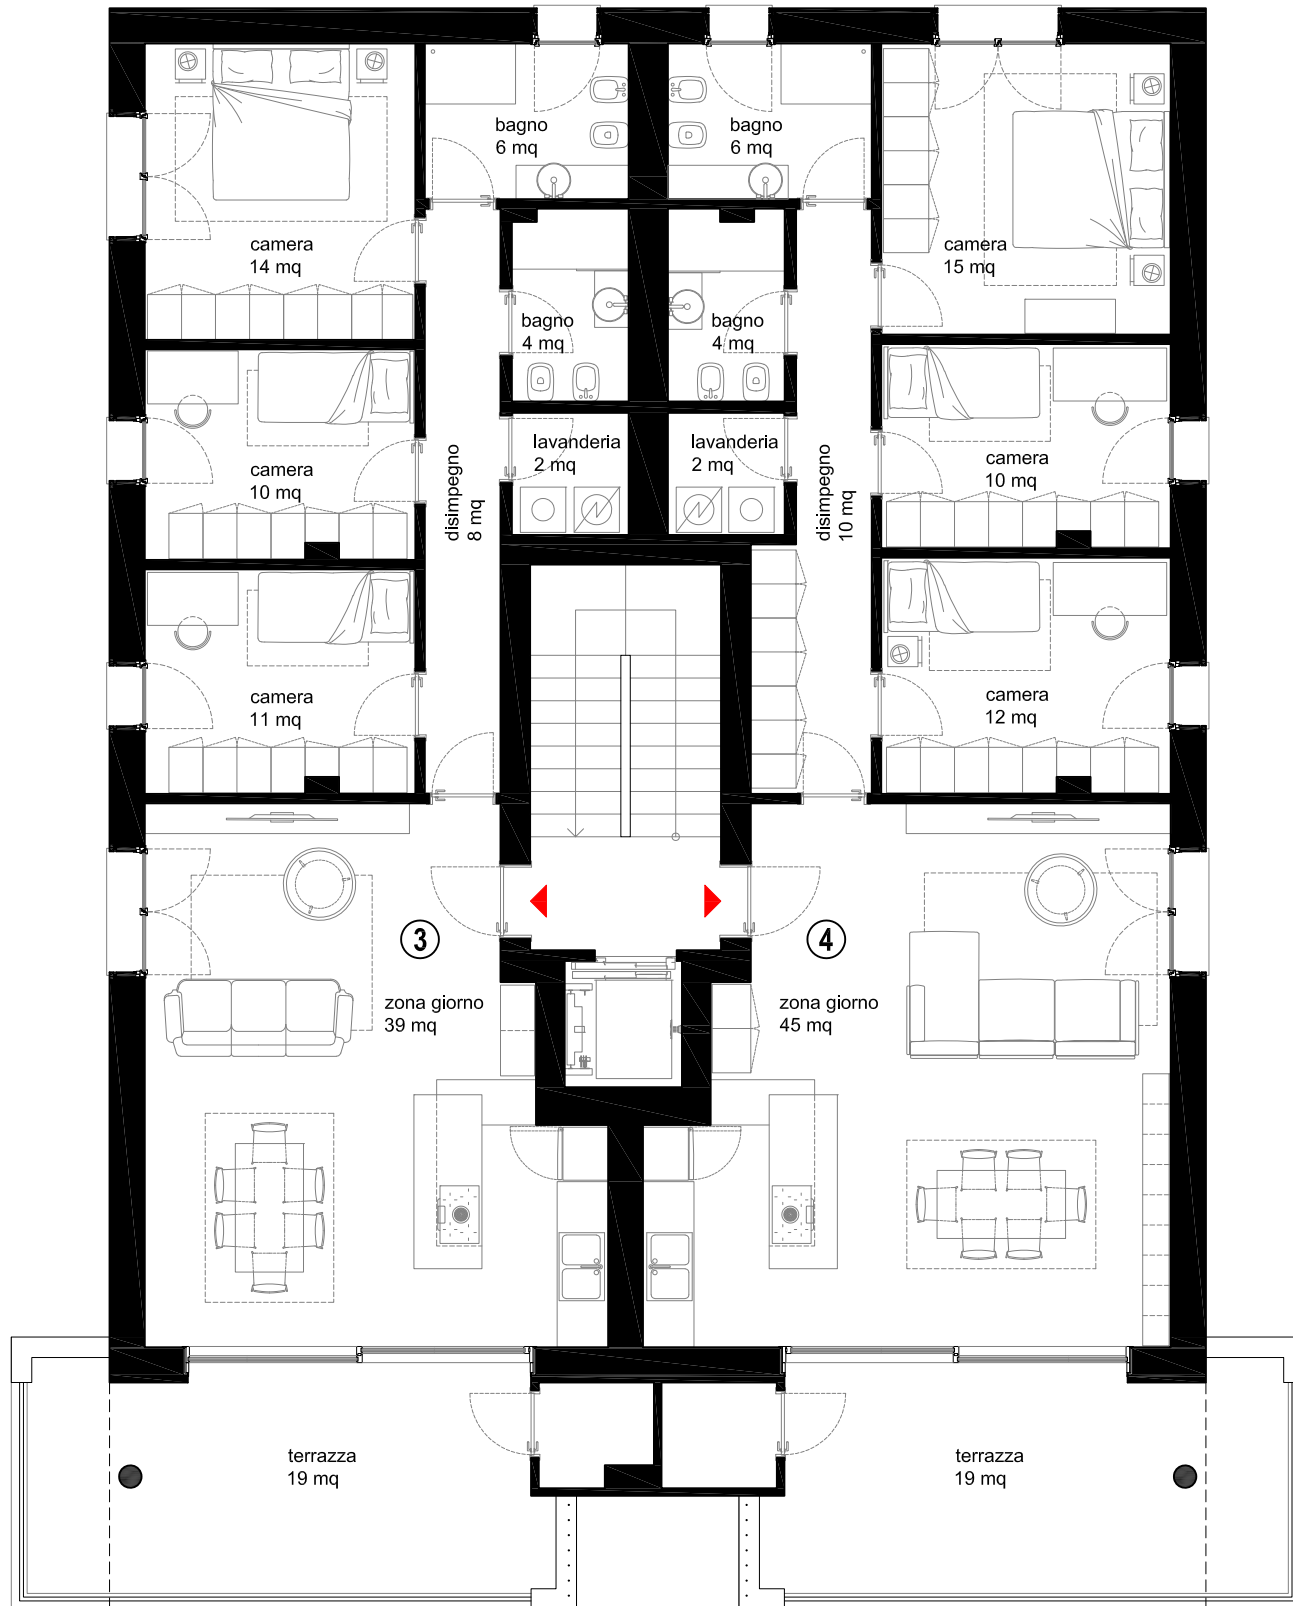 bagno
6 mq
bagno
6 mq
camera
14 mq
camera
15 mq
bagno
4 mq
bagno
4 mq
lavanderia
2 mq
lavanderia
2 mq
camera
10 mq
disimpegno
8 mq
disimpegno
10 mq
camera
10 mq
camera
11 mq
camera
12 mq
3
4
zona giorno
39 mq
zona giorno
45 mq
terrazza
19 mq
terrazza
19 mq